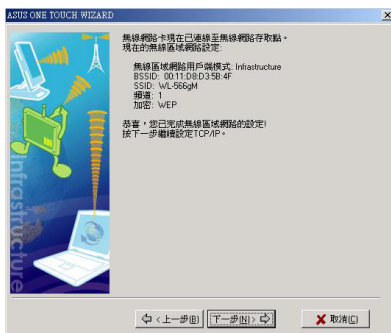 ASUS ONE TOUCH WIZARD
無線網路卡現在已連線至無線網路存取點。
現在的無線區域網路設定:
無線區域網路用戶端模式: Infrastructure
BSSID: 00:11:D8:D3:5B:4F
SSID: WL-566gM
頻道: 1
加密: WEP
恭喜,您已完成無線區域網路的設定!
按下一步繼續設定TCP/IP。
Infrastructure
<上一步(B)
下一步(N)>
取消(C)